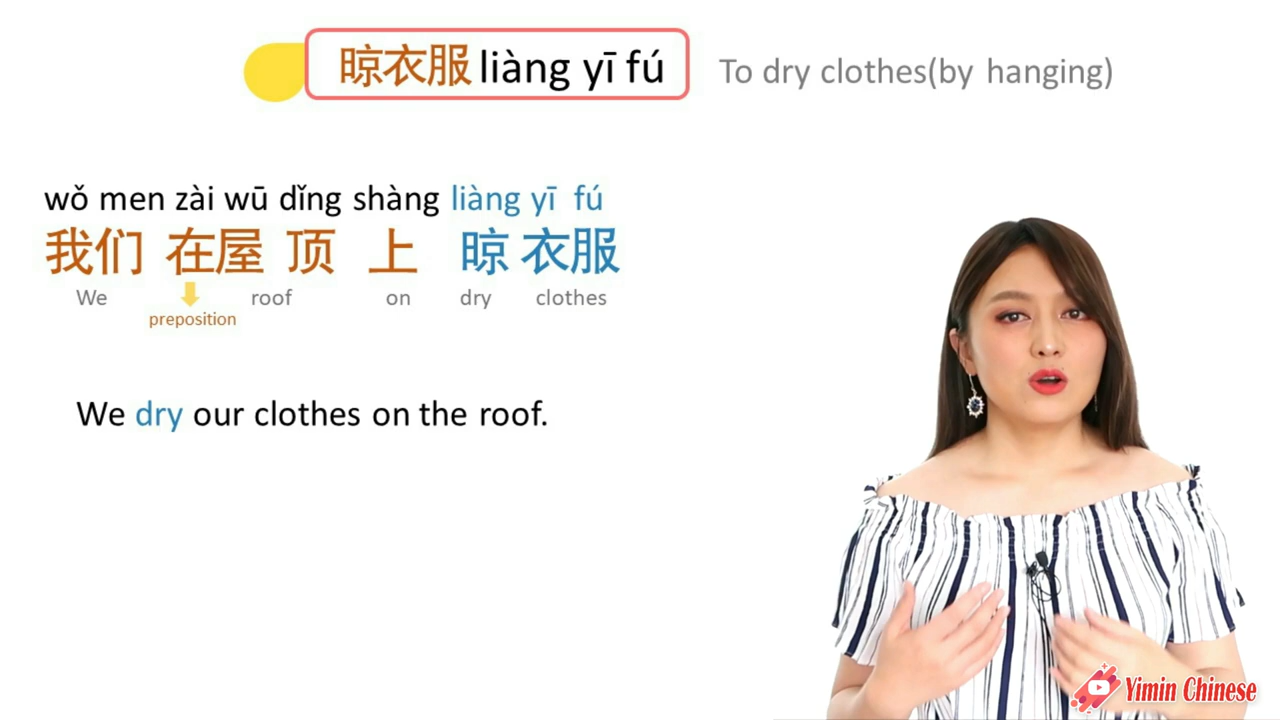 晾衣服 liàng yī fú To dry clothes(by hanging)
wǒ men zài wū dǐng shàng liàng yī fú
我们 在屋 顶 上 晾 衣服
We roof on dry clothes
preposition
We dry our clothes on the roof.
Yimin Chinese